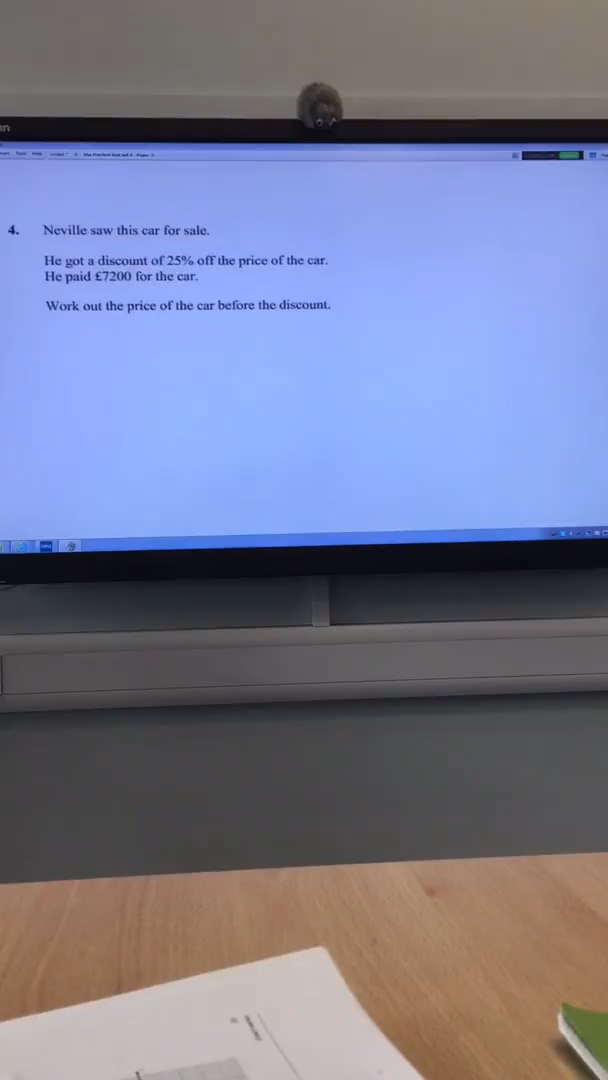 4. Neville saw this car for sale.
He got a discount of 25% off the price of the car.
He paid £7200 for the car.
Work out the price of the car before the discount.